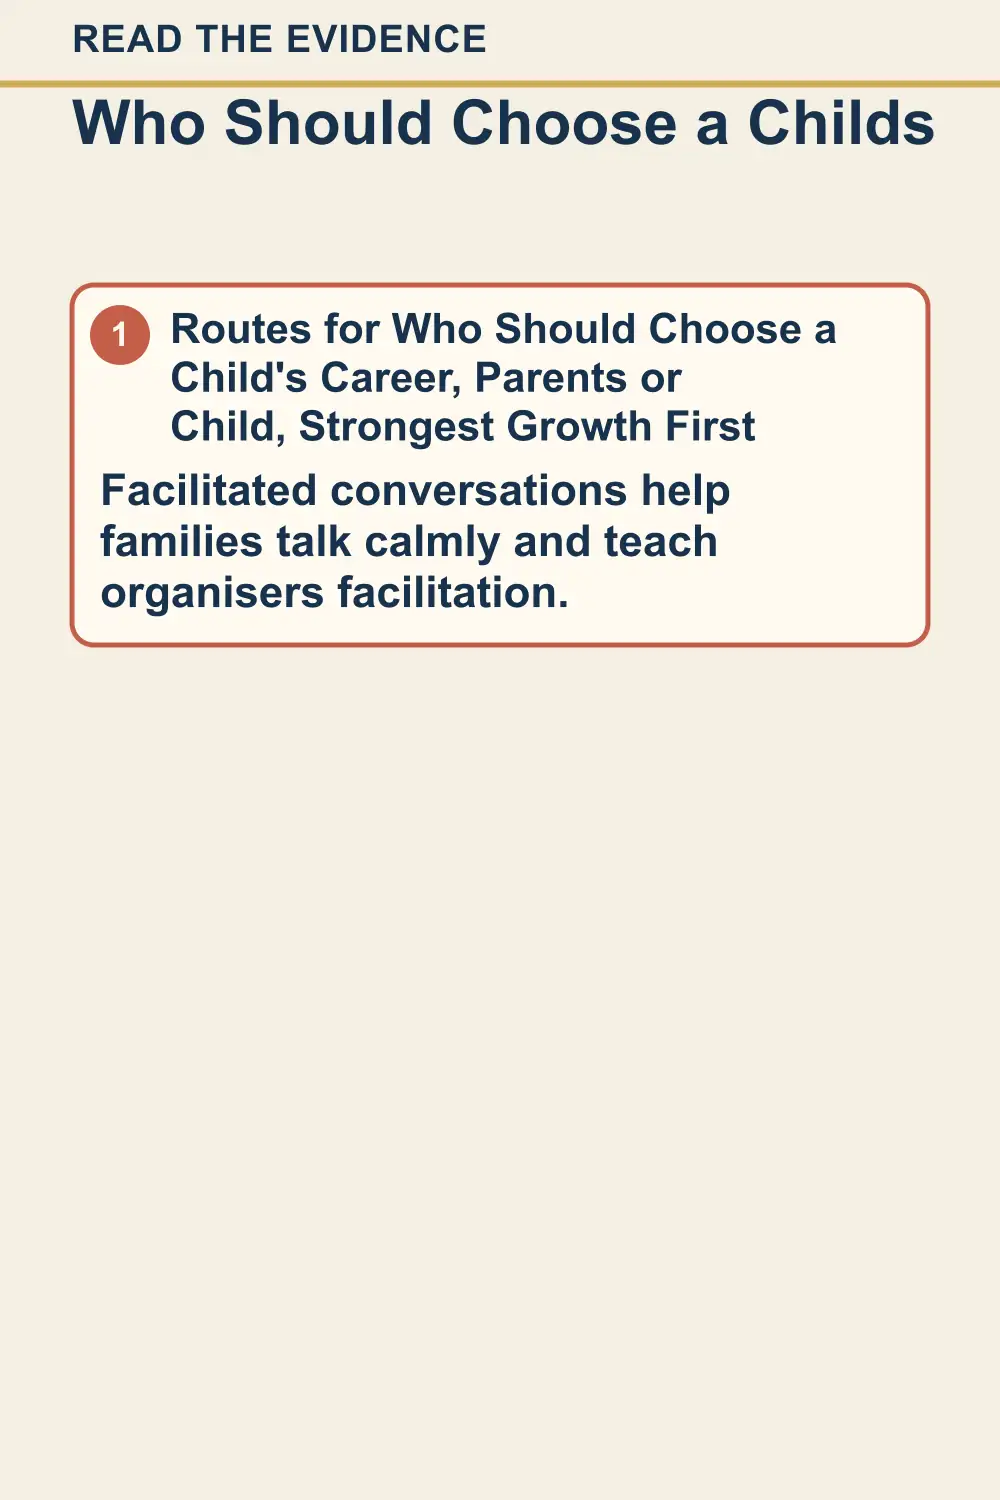 READ THE EVIDENCE
Who Should Choose a Childs
1
Routes for Who Should Choose a
Child's Career, Parents or
Child, Strongest Growth First
Facilitated conversations help
families talk calmly and teach
organisers facilitation.